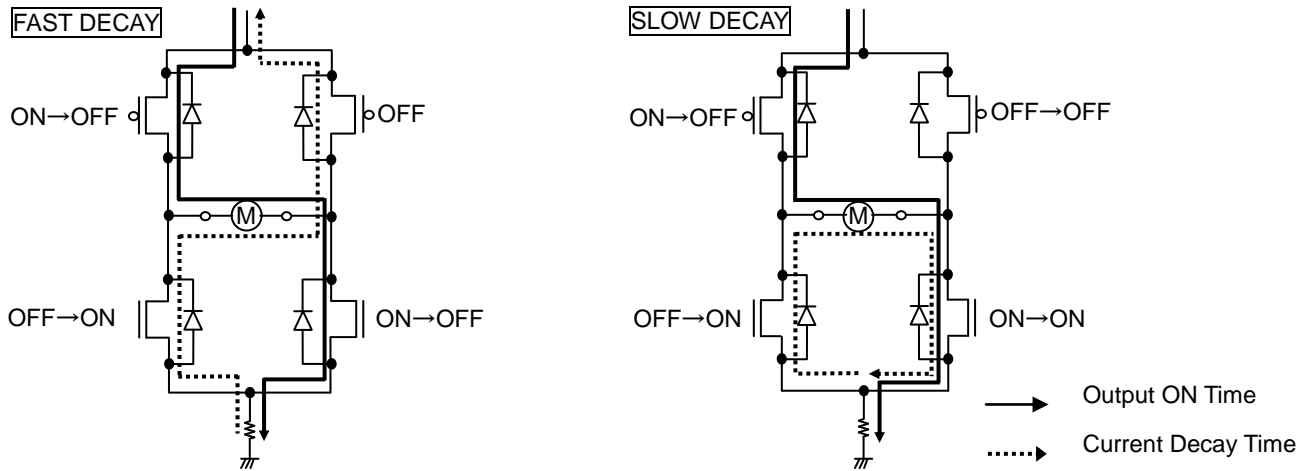 FAST DECAY
ON→OFF
OFF
M
OFF→ON
ON→OFF
SLOW DECAY
ON→OFF
OFF→OFF
M
OFF→ON
ON→ON
Output ON Time
Current Decay Time